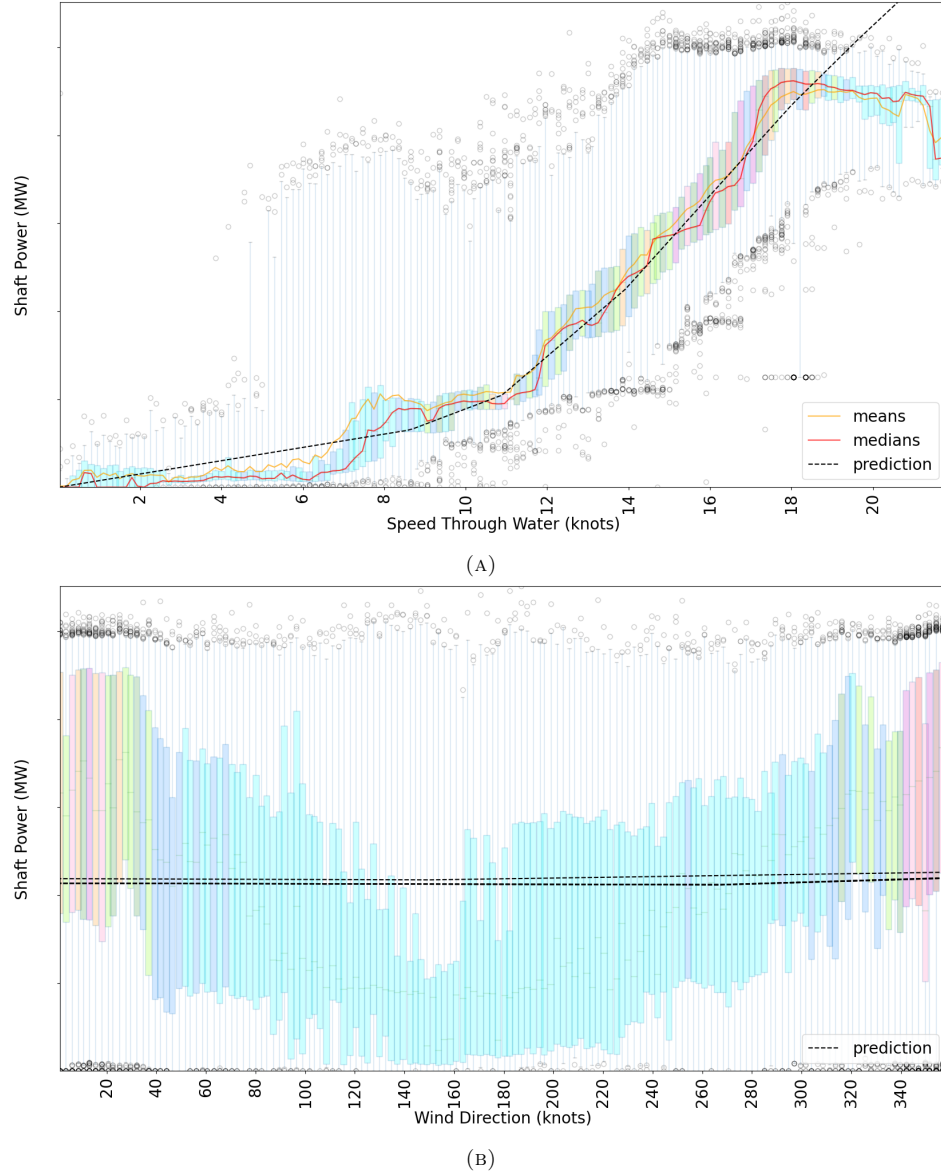 Shaft Power (MW)
means
medians
prediction
2 4 6 8 10 12 14 16 18 20
Speed Through Water (knots)
(A)
Shaft Power (MW)
prediction
20 40 60 80 100 120 140 160 180 200 220 240 260 280 300 320 340
Wind Direction (knots)
(B)